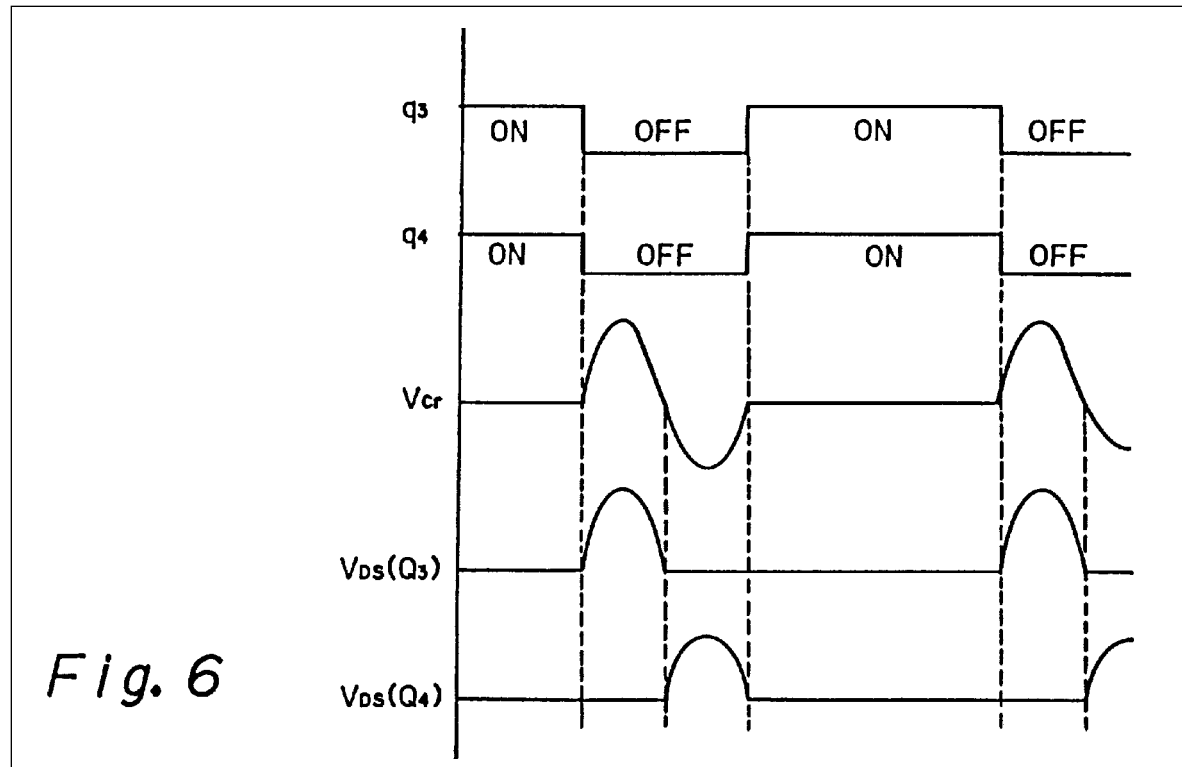 q3
ON OFF ON OFF
q4
ON OFF ON OFF
Vcr
VDS(Q3)
VDS(Q4)
Fig. 6